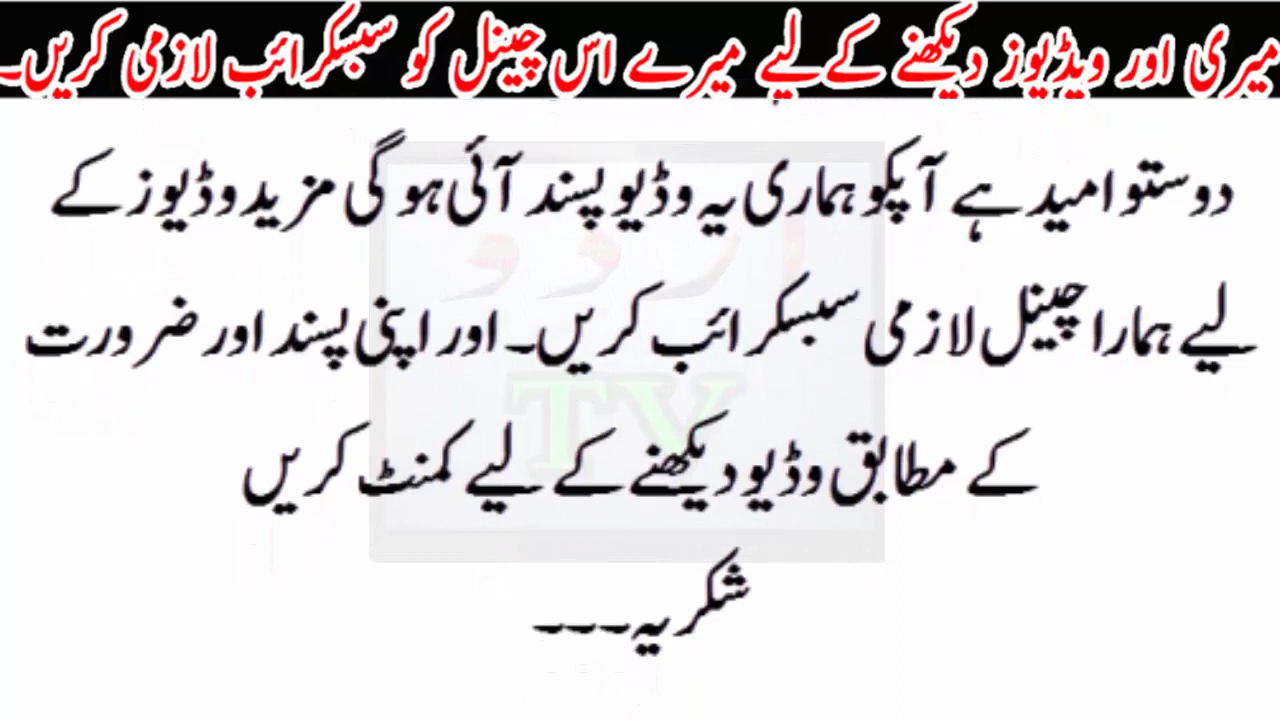 میری اور ویڈیوز دیکھنے کے لیے میرے اس چینل کو سبسکرائب لازمی کریں۔
دوستو امید ہے آپکو ہماری یہ وڈیو پسند آئی ہو گی مزید وڈیوز کے
لیے ہمارا چینل لازمی سبسکرائب کریں۔ اور اپنی پسند اور ضرورت
کے مطابق وڈیو دیکھنے کے لیے کمنٹ کریں
شکریہ۔۔۔
اردو
TV